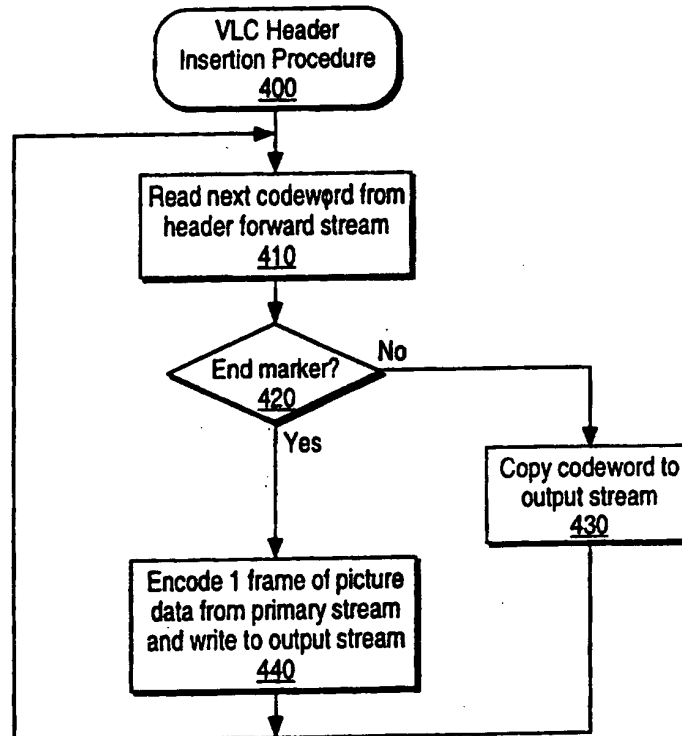 VLC Header
Insertion Procedure
400
Read next codeword from
header forward stream
410
End marker?
420
No
Yes
Copy codeword to
output stream
430
Encode 1 frame of picture
data from primary stream
and write to output stream
440